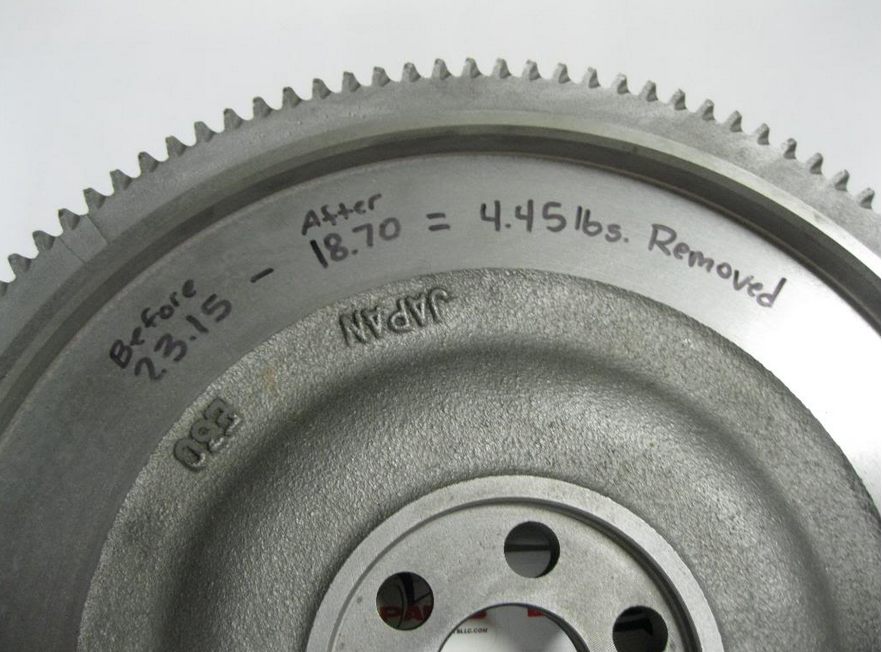 Before After
23.15 - 18.70 = 4.45 lbs. Removed
JAPAN